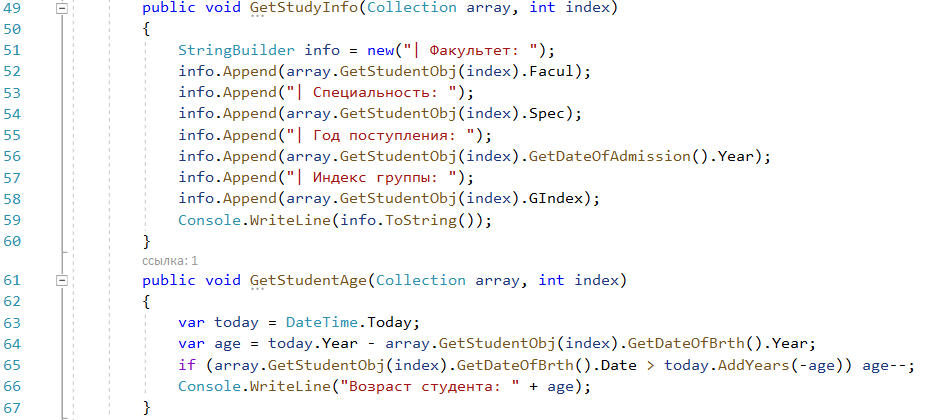 49 public void GetStudyInfo(Collection array, int index)
50 {
51 StringBuilder info = new("| Факультет: ");
52 info.Append(array.GetStudentObj(index).Facul);
53 info.Append("| Специальность: ");
54 info.Append(array.GetStudentObj(index).Spec);
55 info.Append("| Год поступления: ");
56 info.Append(array.GetStudentObj(index).GetDateOfAdmission().Year);
57 info.Append("| Индекс группы: ");
58 info.Append(array.GetStudentObj(index).GIndex);
59 Console.WriteLine(info.ToString());
60 }
ссылка: 1
61 public void GetStudentAge(Collection array, int index)
62 {
63 var today = DateTime.Today;
64 var age = today.Year - array.GetStudentObj(index).GetDateOfBrth().Year;
65 if (array.GetStudentObj(index).GetDateOfBrth().Date > today.AddYears(-age)) age--;
66 Console.WriteLine("Возраст студента: " + age);
67 }